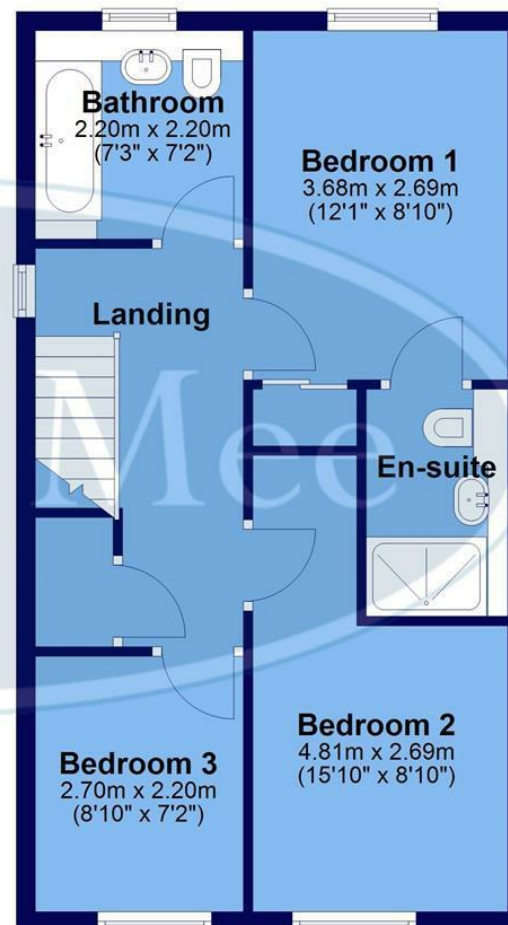 Bathroom
2.20m x 2.20m
(7'3" x 7'2")
Bedroom 1
3.68m x 2.69m
(12'1" x 8'10")
Landing
Mee
En-suite
Bedroom 2
4.81m x 2.69m
(15'10" x 8'10")
Bedroom 3
2.70m x 2.20m
(8'10" x 7'2")